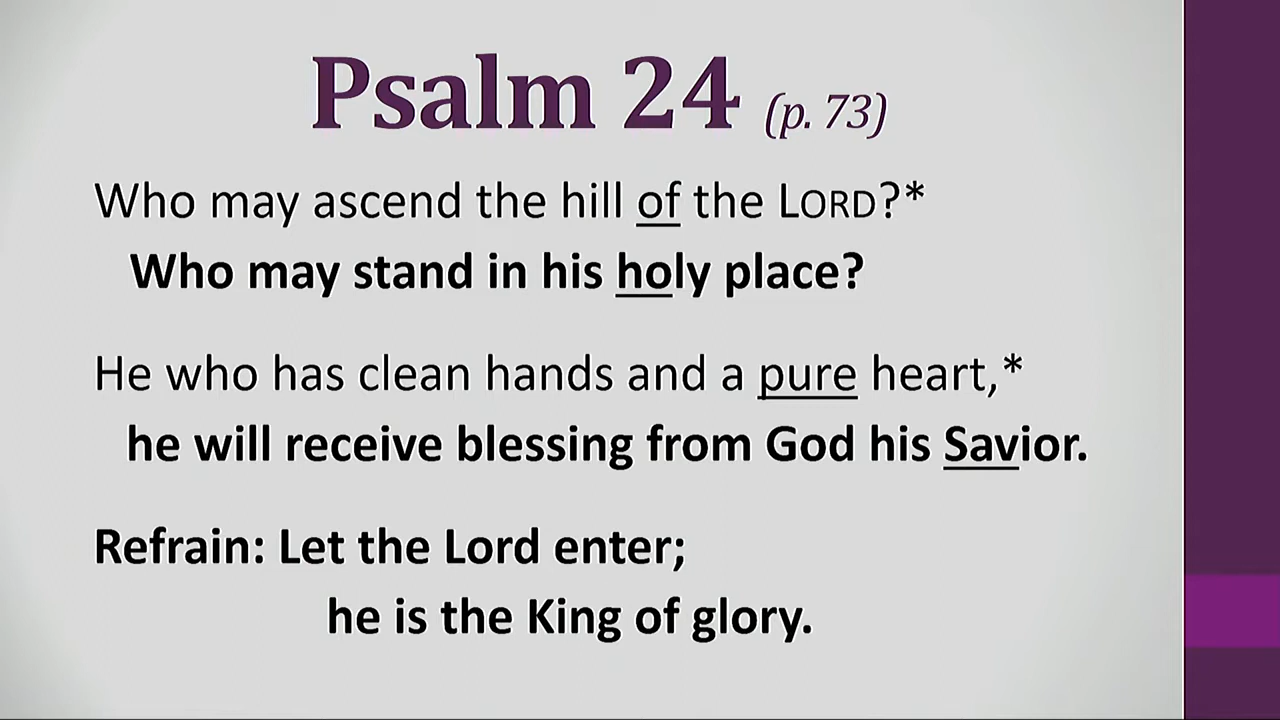 Psalm 24 (p. 73)
Who may ascend the hill of the LORD?*
Who may stand in his holy place?
He who has clean hands and a pure heart,*
he will receive blessing from God his Savior.
Refrain: Let the Lord enter;
he is the King of glory.